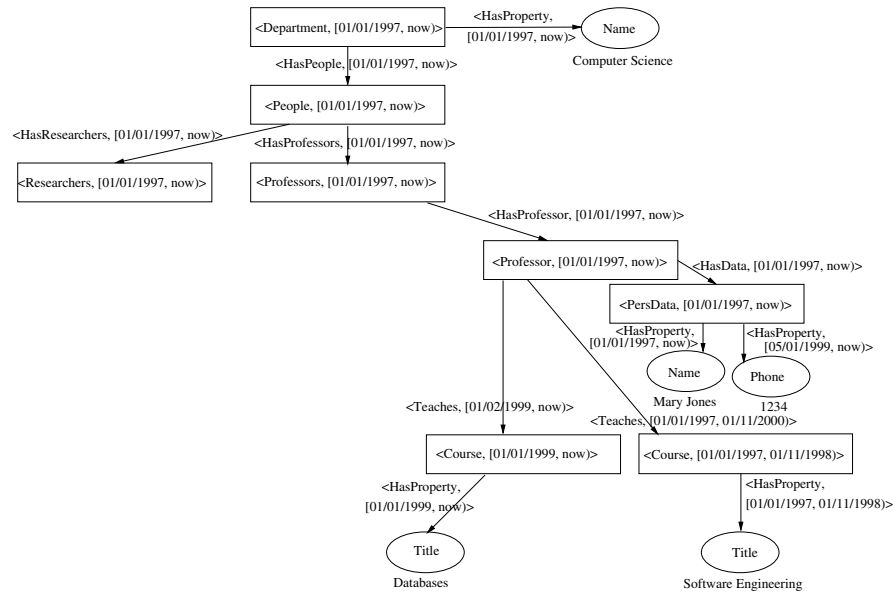 <Department, [01/01/1997, now)>
<HasProperty,
[01/01/1997, now)>
Name
Computer Science
<HasPeople, [01/01/1997, now)>
<People, [01/01/1997, now)>
<HasResearchers, [01/01/1997, now)>
<HasProfessors, [01/01/1997, now)>
<Researchers, [01/01/1997, now)>
<Professors, [01/01/1997, now)>
<HasProfessor, [01/01/1997, now)>
<Professor, [01/01/1997, now)>
<HasData, [01/01/1997, now)>
<PersData, [01/01/1997, now)>
<HasProperty,
[01/01/1997, now)>
<HasProperty,
[05/01/1999, now)>
Name
Mary Jones
Phone
1234
<Teaches, [01/02/1999, now)>
<Teaches, [01/01/1997, 01/11/2000)>
<Course, [01/01/1999, now)>
<Course, [01/01/1997, 01/11/1998)>
<HasProperty,
[01/01/1999, now)>
<HasProperty,
[01/01/1997, 01/11/1998)>
Title
Databases
Title
Software Engineering